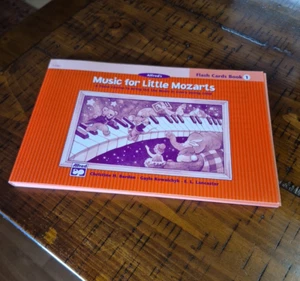 Alfred's
Flash Cards Book 1
Music for Little Mozarts
Christine H. Barden · Gayle Kowalchyk · E. L. Lancaster